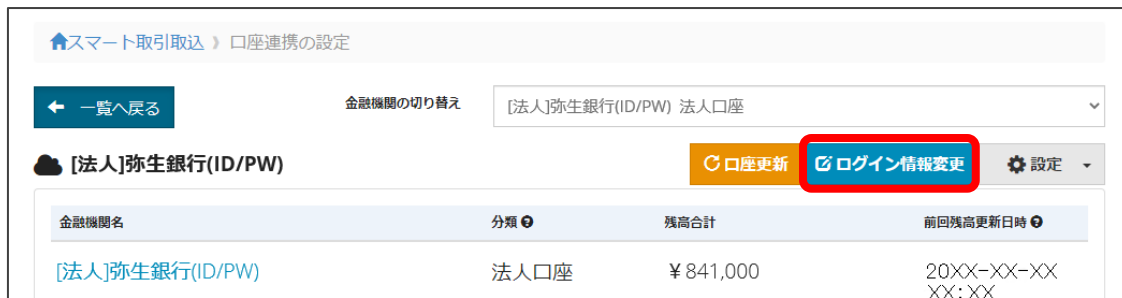 スマート取引取込 》 口座連携の設定
一覧へ戻る
金融機関の切り替え
[法人]弥生銀行(ID/PW) 法人口座
[法人]弥生銀行(ID/PW)
口座更新
ログイン情報変更
設定
金融機関名 分類 残高合計 前回残高更新日時
[法人]弥生銀行(ID/PW) 法人口座 ¥841,000 20XX-XX-XX
XX:XX